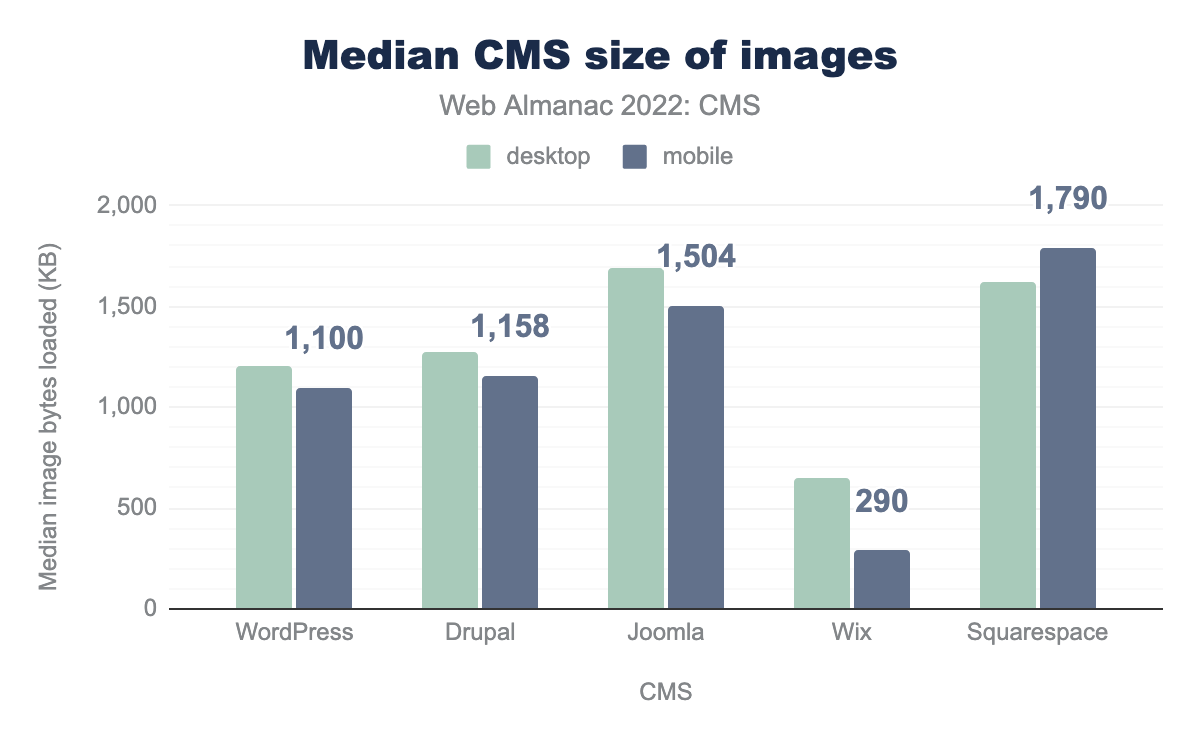 Median CMS size of images
Web Almanac 2022: CMS
desktop mobile
Median image bytes loaded (KB)
2,000
1,500
1,000
500
0
1,100
1,158
1,504
290
1,790
WordPress Drupal Joomla Wix Squarespace
CMS